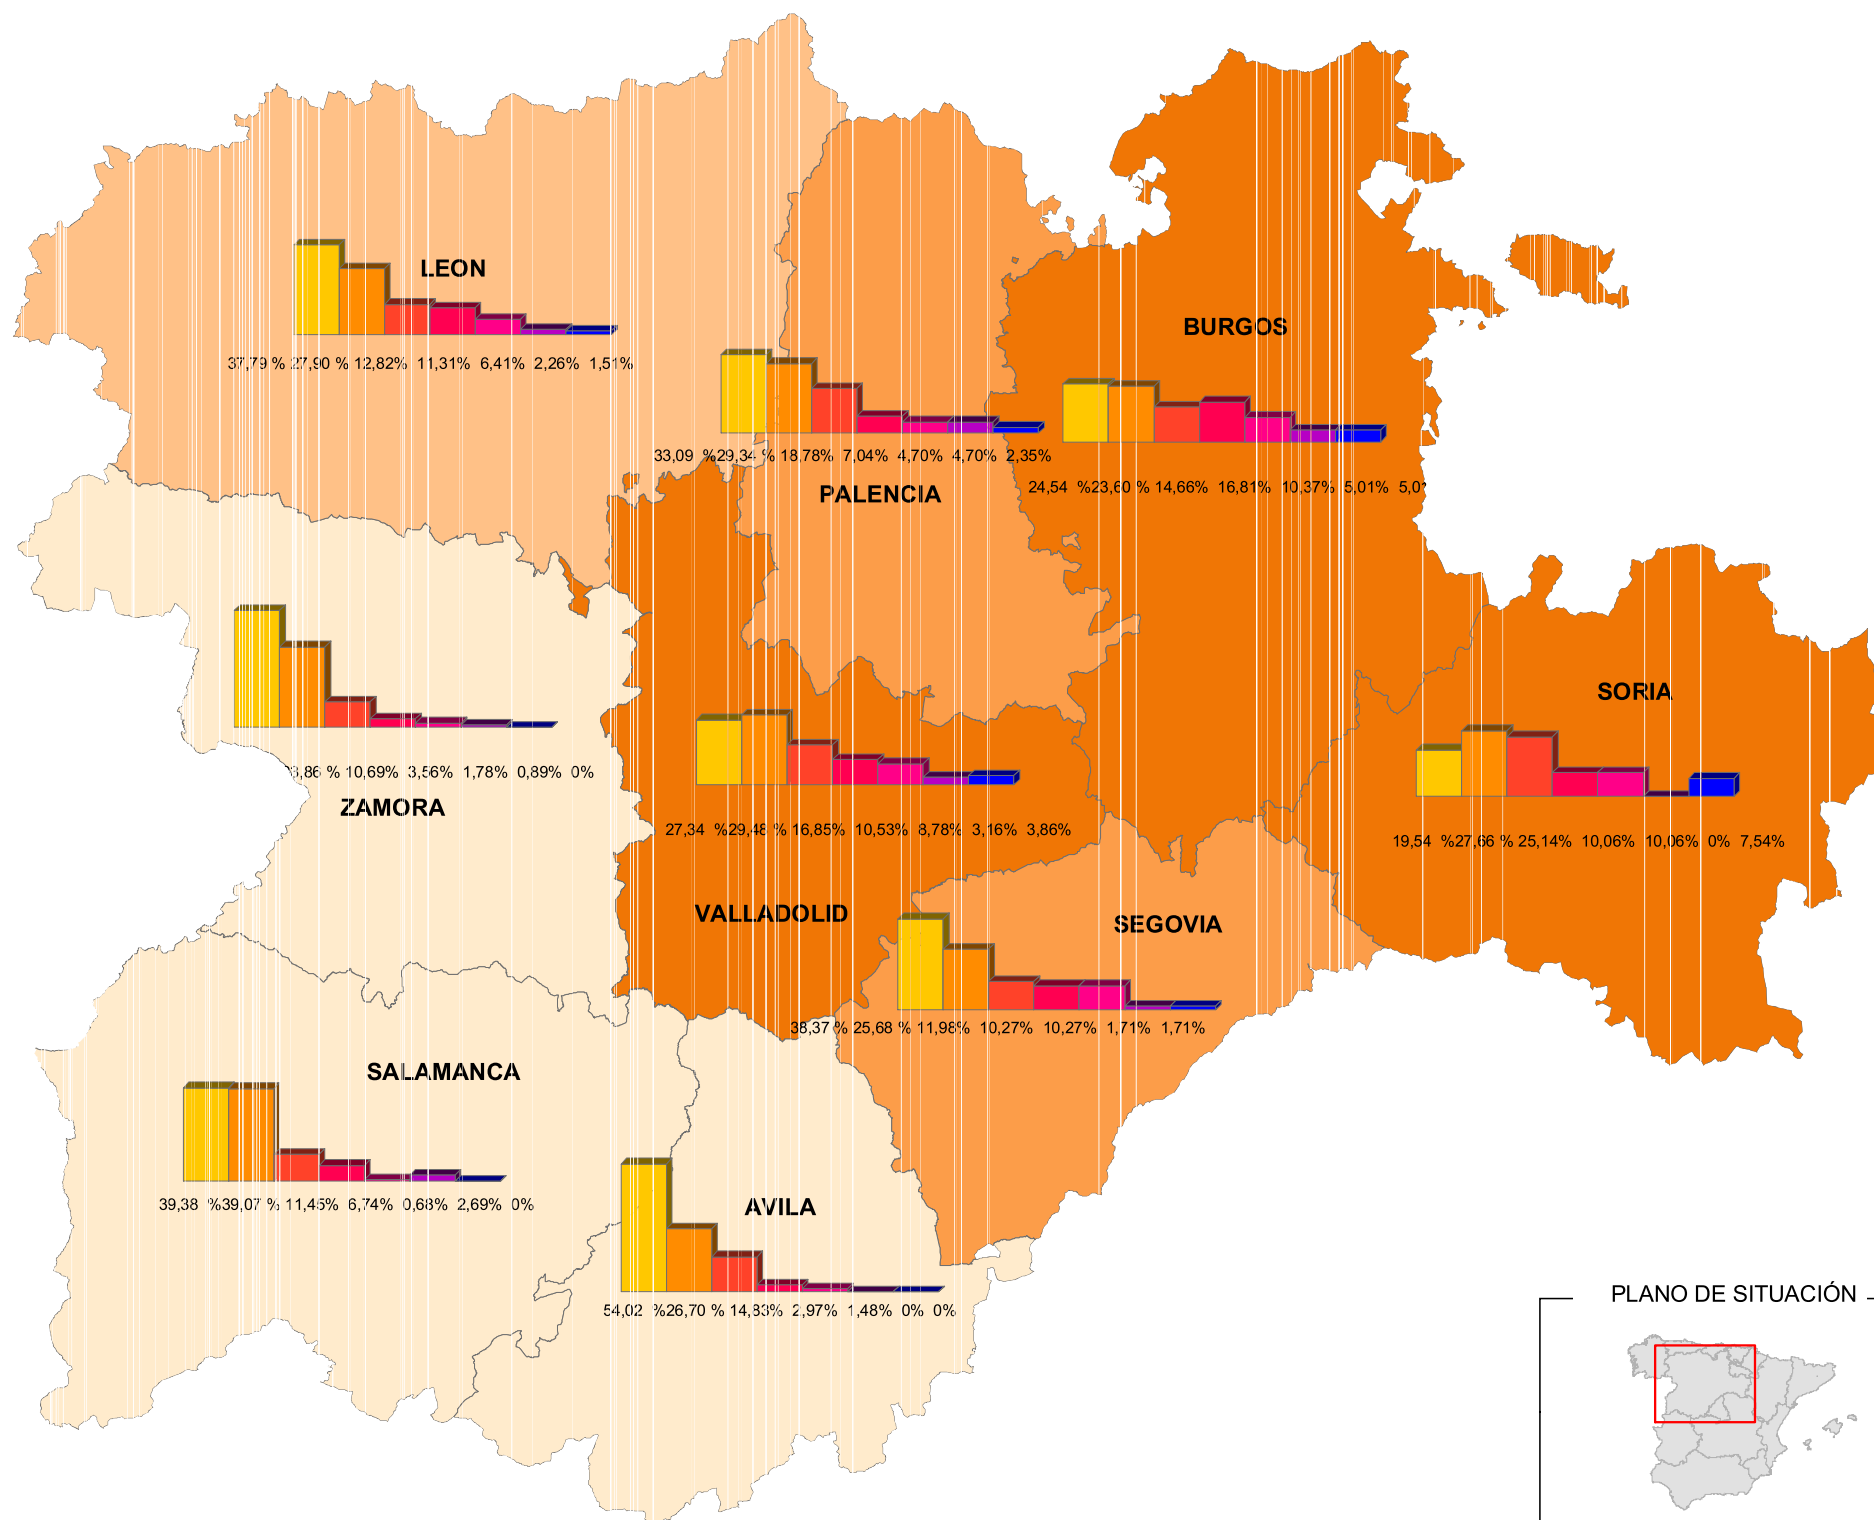 LEON
37,79 % 27,90 % 12,82% 11,31% 6,41% 2,26% 1,51%
BURGOS
24,54 % 23,60 % 14,66% 16,81% 10,37% 5,01%
33,09 % 29,34 % 18,78% 7,04% 4,70% 4,70% 2,35%
PALENCIA
SORIA
19,54 % 27,66 % 25,14% 10,06% 10,06% 0% 7,54%
10,69% 3,56% 1,78% 0,89% 0%
ZAMORA
27,34 % 29,48 % 16,85% 10,53% 8,78% 3,16% 3,86%
VALLADOLID
SEGOVIA
38,37 % 25,68 % 11,98% 10,27% 10,27% 1,71% 1,71%
SALAMANCA
39,38 % 39,07 % 11,45% 6,74% 0,68% 2,69% 0%
AVILA
54,02 % 26,70 % 14,83% 2,97% 1,48% 0% 0%
PLANO DE SITUACIÓN